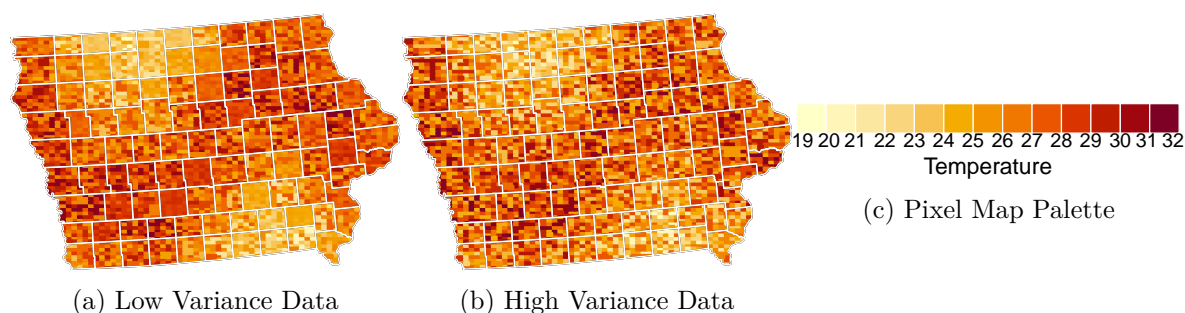 19 20 21 22 23 24 25 26 27 28 29 30 31 32
Temperature
(c) Pixel Map Palette
(a) Low Variance Data
(b) High Variance Data